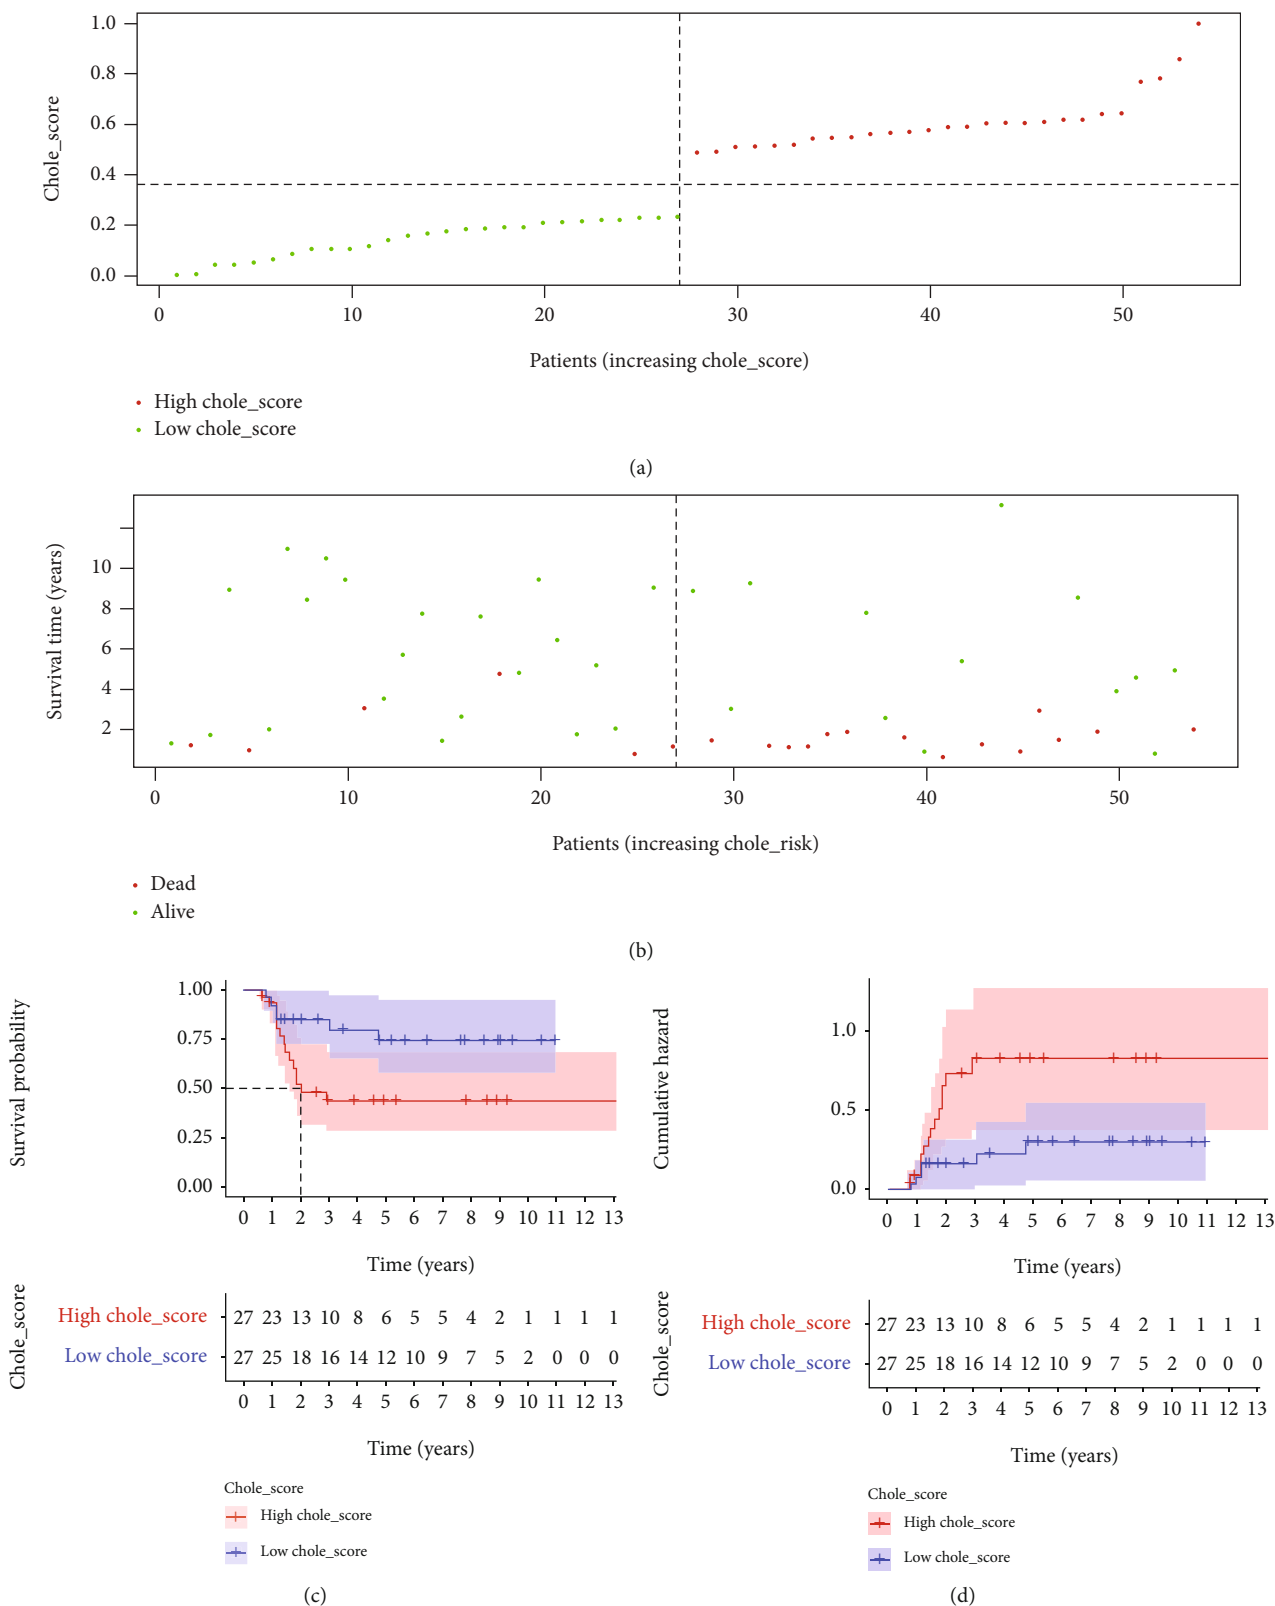 1.0
0.8
0.6
0.4
0.2
0.0
Chole_score
0 10 20 30 40 50
Patients (increasing chole_score)
High chole_score
Low chole_score
(a)
10
8
6
4
2
Survival time (years)
0 10 20 30 40 50
Patients (increasing chole_risk)
Dead
Alive
(b)
1.00
0.75
0.50
0.25
0.00
Survival probability
0 1 2 3 4 5 6 7 8 9 10 11 12 13
Time (years)
Chole_score
High chole_score 27 23 13 10 8 6 5 5 4 2 1 1 1 1
Low chole_score 27 25 18 16 14 12 10 9 7 5 2 0 0 0
0 1 2 3 4 5 6 7 8 9 10 11 12 13
Time (years)
Chole_score
High chole_score
Low chole_score
(c)
1.0
0.5
0.0
Cumulative hazard
0 1 2 3 4 5 6 7 8 9 10 11 12 13
Time (years)
Chole_score
High chole_score 27 23 13 10 8 6 5 5 4 2 1 1 1 1
Low chole_score 27 25 18 16 14 12 10 9 7 5 2 0 0 0
0 1 2 3 4 5 6 7 8 9 10 11 12 13
Time (years)
Chole_score
High chole_score
Low chole_score
(d)